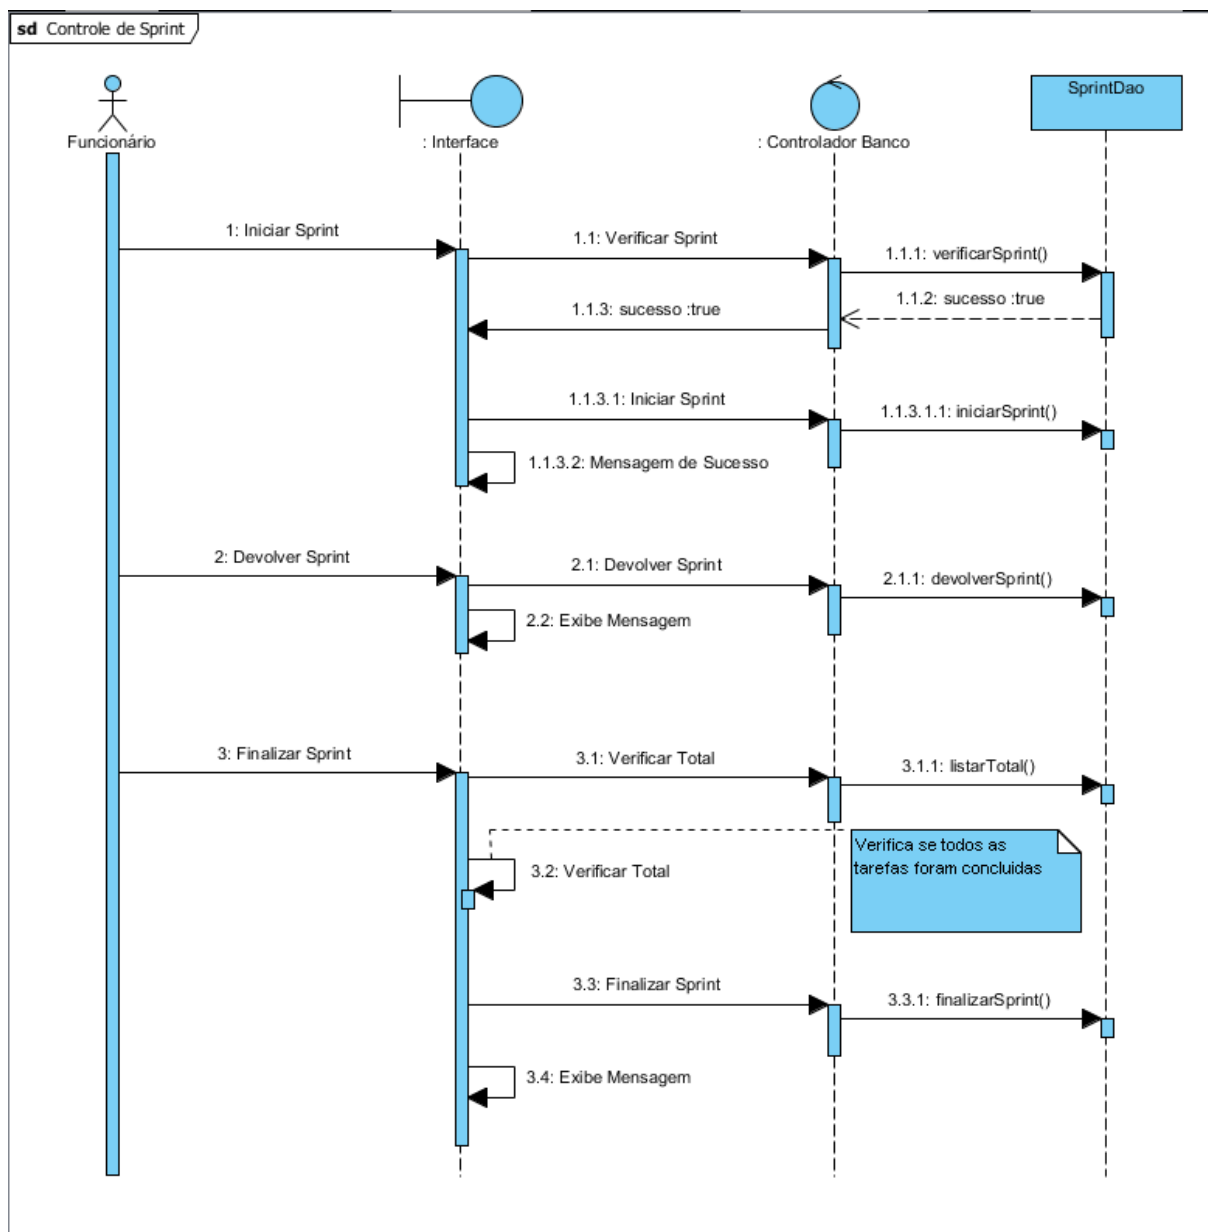 sd Controle de Sprint
SprintDao
Funcionário
: Interface
: Controlador Banco
1: Iniciar Sprint
1.1: Verificar Sprint
1.1.1: verificarSprint()
1.1.2: sucesso :true
1.1.3: sucesso :true
1.1.3.1: Iniciar Sprint
1.1.3.1.1: iniciarSprint()
1.1.3.2: Mensagem de Sucesso
2: Devolver Sprint
2.1: Devolver Sprint
2.1.1: devolverSprint()
2.2: Exibe Mensagem
3: Finalizar Sprint
3.1: Verificar Total
3.1.1: listarTotal()
Verifica se todos as
tarefas foram concluidas
3.2: Verificar Total
3.3: Finalizar Sprint
3.3.1: finalizarSprint()
3.4: Exibe Mensagem